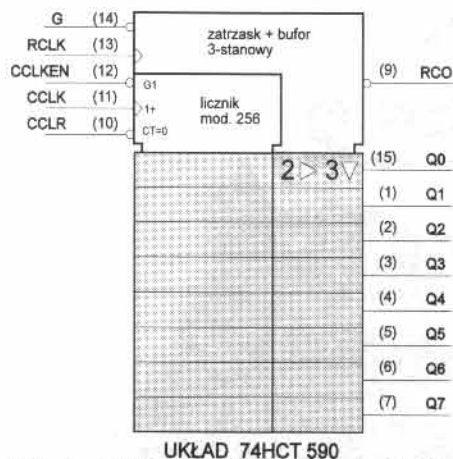 G (14)
RCLK (13)
CCLKEN (12)
CCLK (11)
CCLR (10)
zatrzask + bufor
3-stanowy
G1
1+
CT=0
licznik
mod. 256
(9) RCO
2 3
(15) Q0
(1) Q1
(2) Q2
(3) Q3
(4) Q4
(5) Q5
(6) Q6
(7) Q7
UKŁAD 74HCT 590